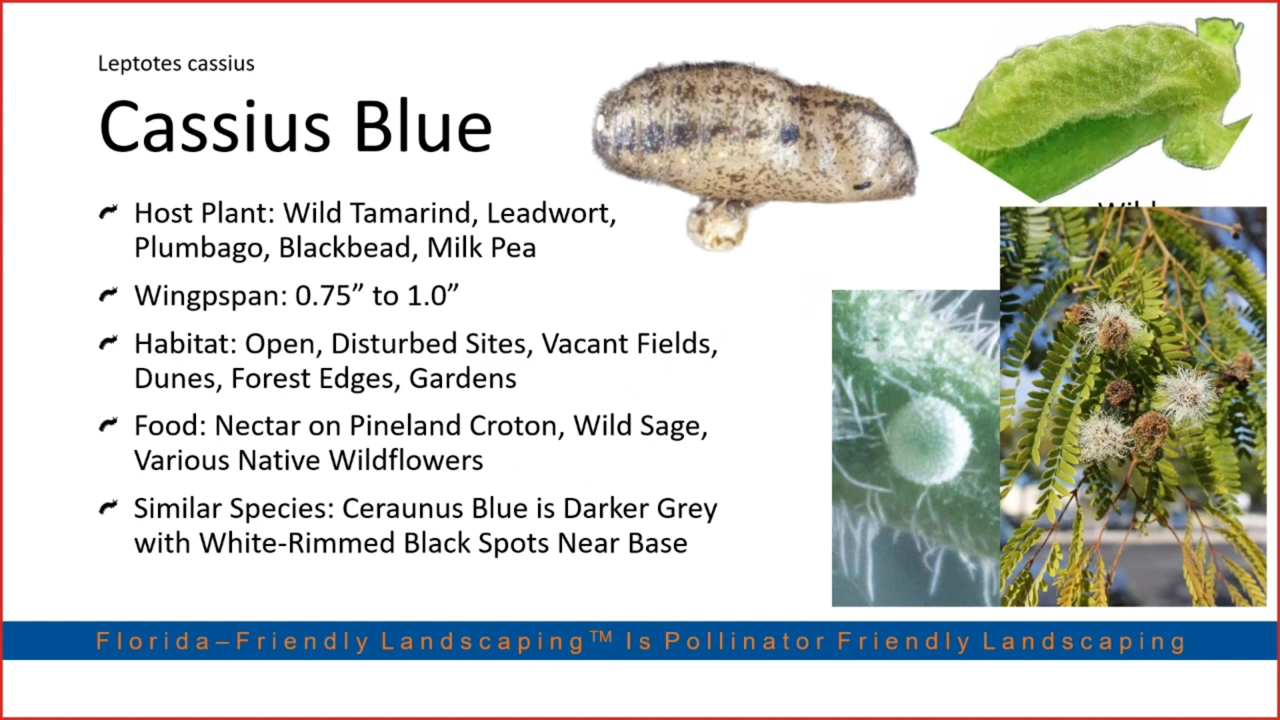 Leptotes cassius
Cassius Blue
Host Plant: Wild Tamarind, Leadwort,
Plumbago, Blackbead, Milk Pea
Wingpspan: 0.75” to 1.0”
Habitat: Open, Disturbed Sites, Vacant Fields,
Dunes, Forest Edges, Gardens
Food: Nectar on Pineland Croton, Wild Sage,
Various Native Wildflowers
Similar Species: Ceraunus Blue is Darker Grey
with White-Rimmed Black Spots Near Base
Florida–Friendly Landscaping™ Is Pollinator Friendly Landscaping